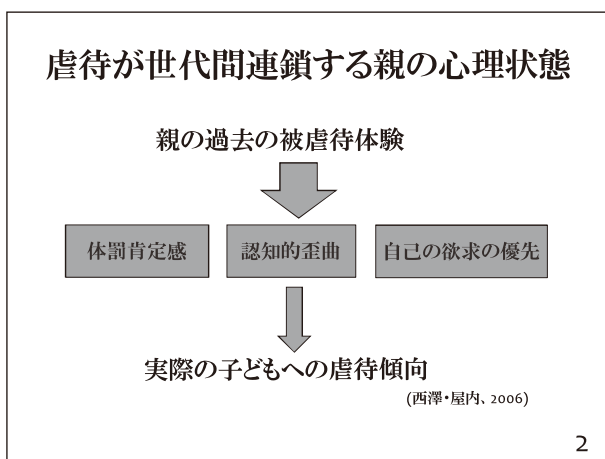 虐待が世代間連鎖する親の心理状態
親の過去の被虐待体験
体罰肯定感 認知的歪曲 自己の欲求の優先
実際の子どもへの虐待傾向
(西澤・屋内、2006)
2